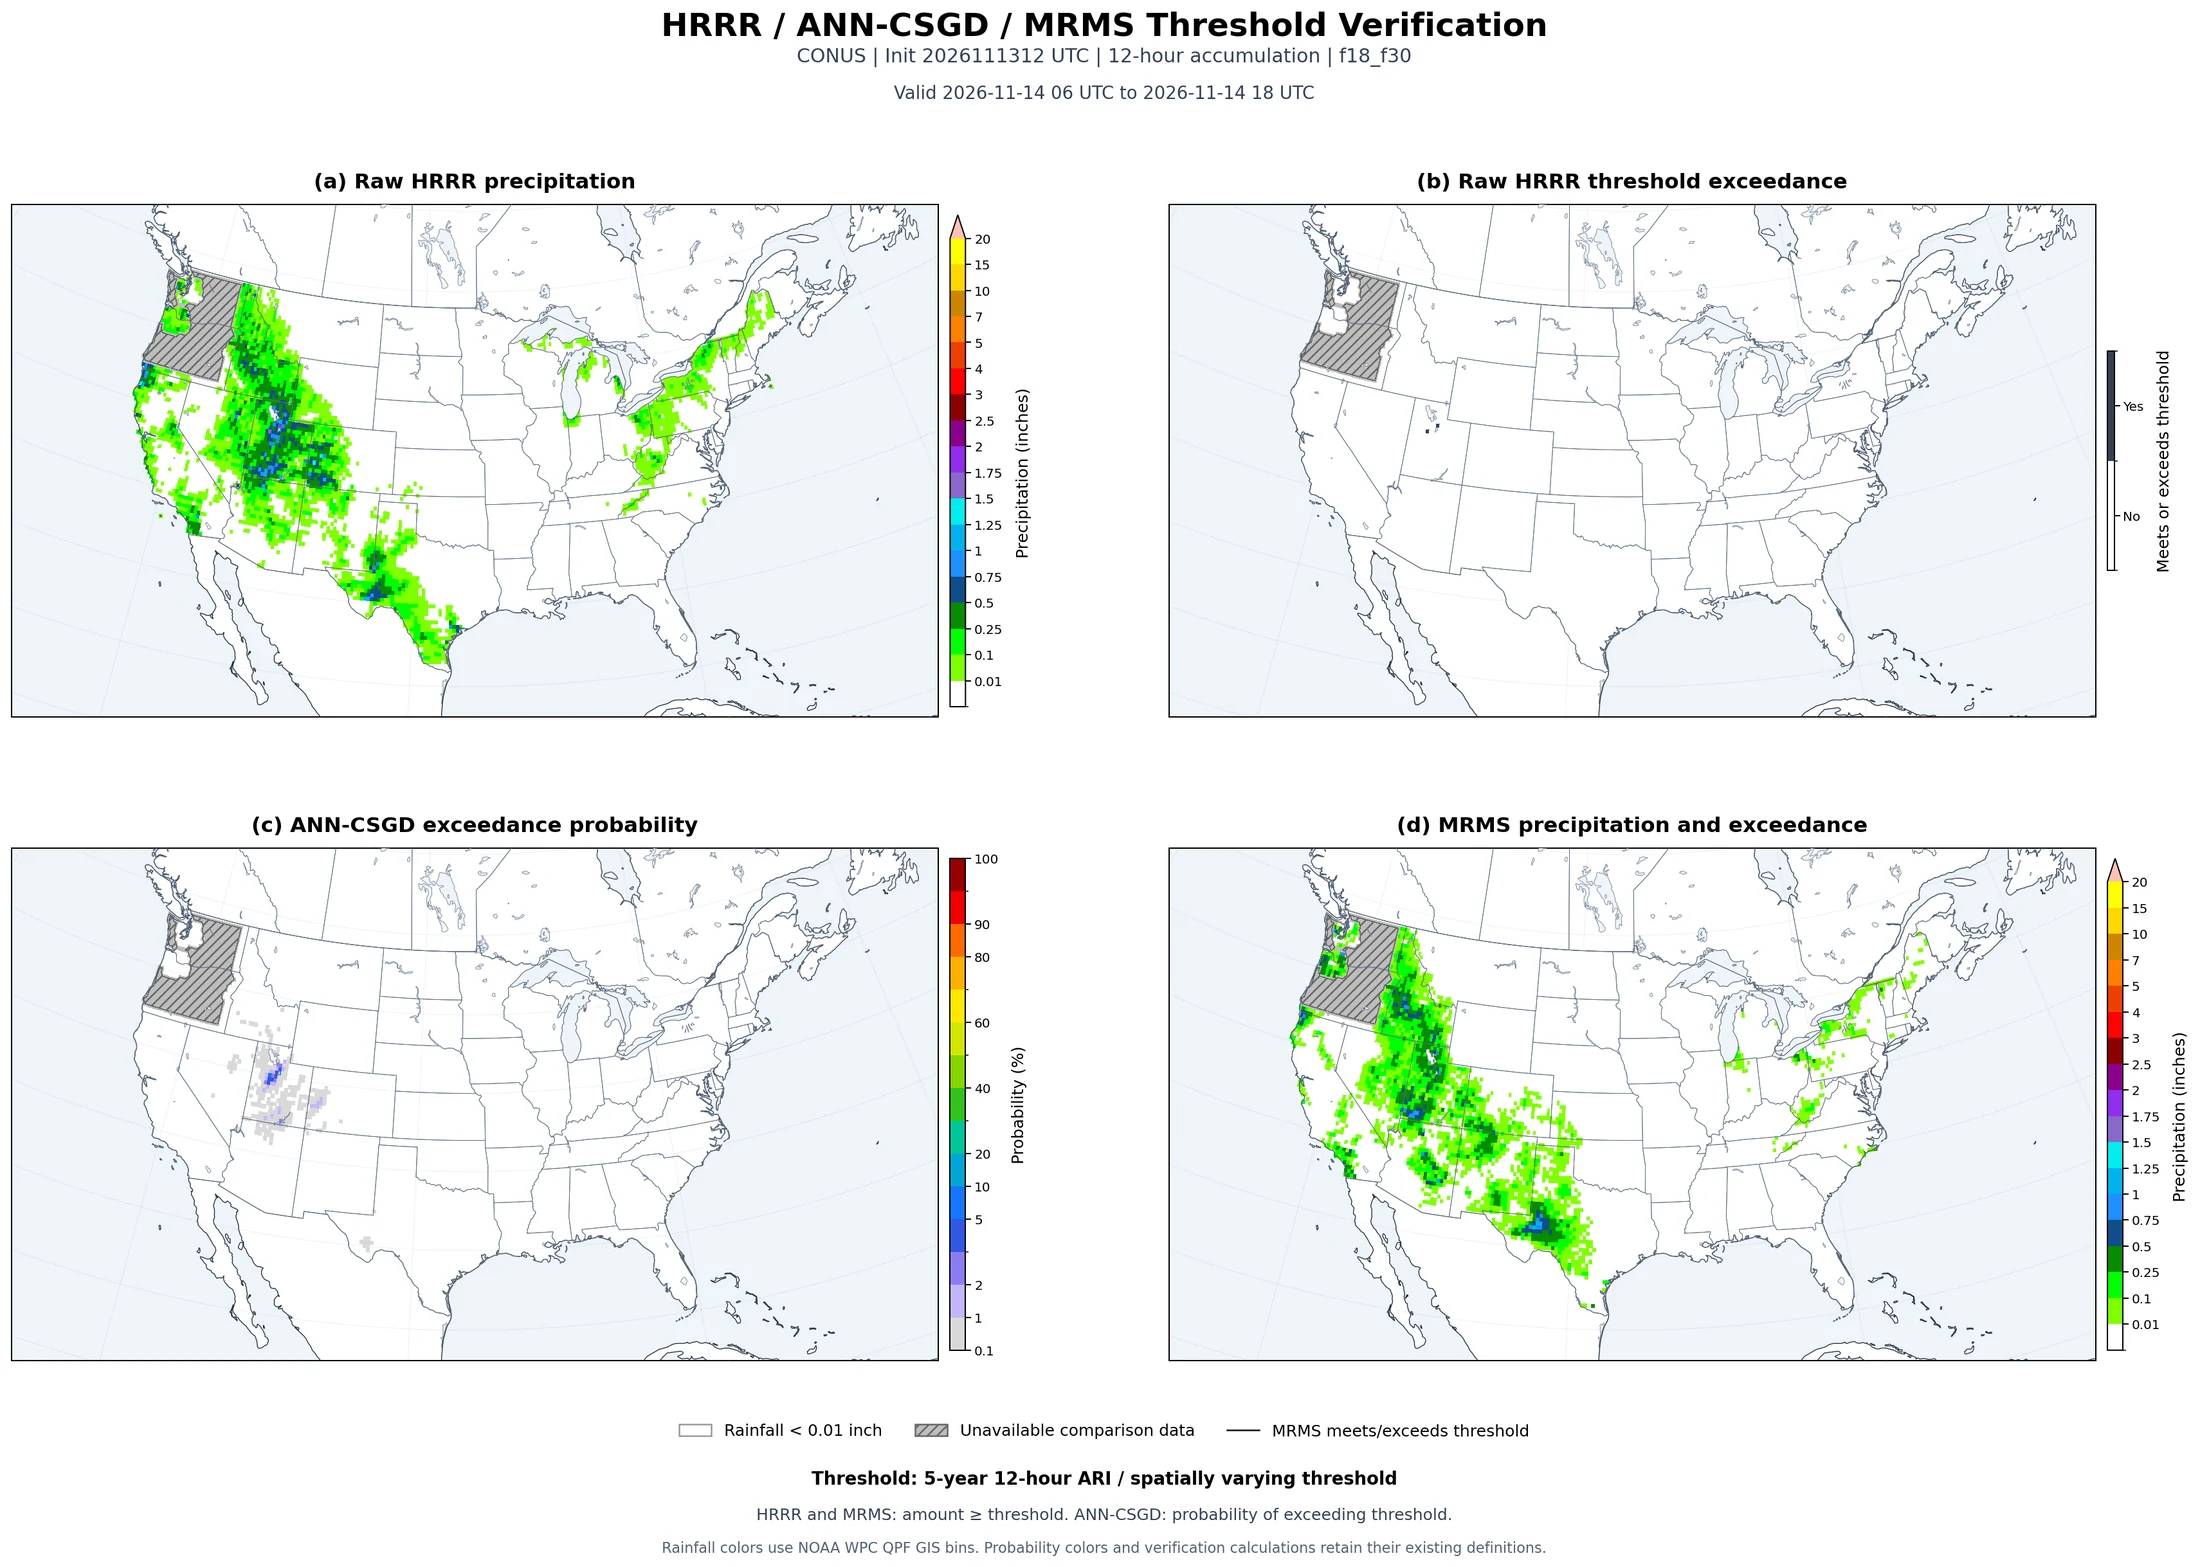 HRRR / ANN-CSGD / MRMS Threshold Verification
CONUS | Init 2026111312 UTC | 12-hour accumulation | f18_f30
Valid 2026-11-14 06 UTC to 2026-11-14 18 UTC
(a) Raw HRRR precipitation
20
15
10
7
5
4
3
2.5
2
1.75
1.5
1.25
1
0.75
0.5
0.25
0.1
0.01
Precipitation (inches)
(b) Raw HRRR threshold exceedance
Yes
No
Meets or exceeds threshold
(c) ANN-CSGD exceedance probability
100
90
80
60
40
20
10
5
2
1
0.1
Probability (%)
(d) MRMS precipitation and exceedance
20
15
10
7
5
4
3
2.5
2
1.75
1.5
1.25
1
0.75
0.5
0.25
0.1
0.01
Precipitation (inches)
Rainfall < 0.01 inch
Unavailable comparison data
MRMS meets/exceeds threshold
Threshold: 5-year 12-hour ARI / spatially varying threshold
HRRR and MRMS: amount ≥ threshold. ANN-CSGD: probability of exceeding threshold.
Rainfall colors use NOAA WPC QPF GIS bins. Probability colors and verification calculations retain their existing definitions.